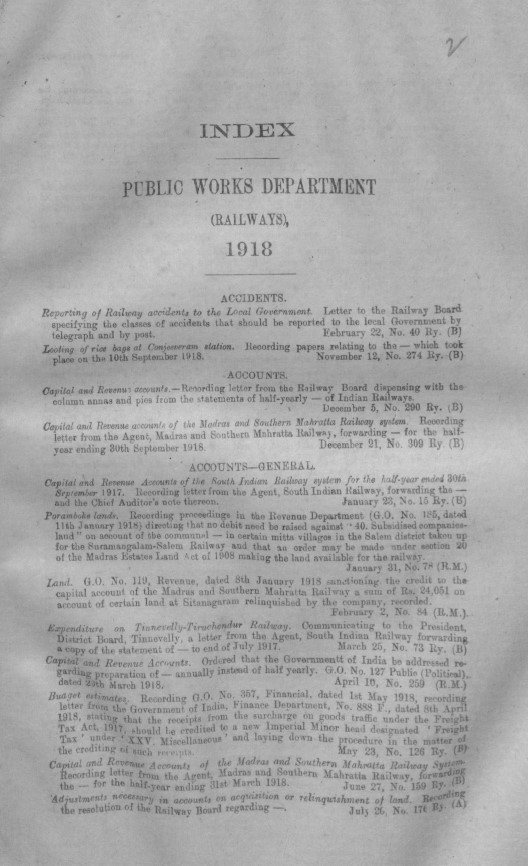 2
INDEX
PUBLIC WORKS DEPARTMENT
(RAILWAYS),
1918
ACCIDENTS.
Reporting of Railway accidents to the Local Government. Letter to the Railway Board
specifying the classes of accidents that should be reported to the local Government by
telegraph and by post. February 22, No. 40 Ry. (B)
Looting of rice bags at Conjeeveram station. Recording papers relating to the — which took
place on the 10th September 1918. November 12, No. 274 Ry. (B)
ACCOUNTS.
Capital and Revenue accounts.—Recording letter from the Railway Board dispensing with the
column annas and pies from the statements of half-yearly — of Indian Railways.
December 5, No. 290 Ry. (B)
Capital and Revenue accounts of the Madras and Southern Mahratta Railway system. Recording
letter from the Agent, Madras and Southern Mahratta Railway, forwarding — for the half-
year ending 30th September 1918. December 21, No. 309 Ry. (B)
ACCOUNTS—GENERAL.
Capital and Revenue Accounts of the South Indian Railway system for the half-year ended 30th
September 1917. Recording letter from the Agent, South Indian Railway, forwarding the —
and the Chief Auditor's note thereon. January 23, No. 15 Ry. (B)
Poramboke lands. Recording proceedings in the Revenue Department (G.O. No. 185, dated
11th January 1918) directing that no debit need be raised against "40. Subsidised companies-
land" on account of the communal — in certain mitta villages in the Salem district taken up
for the Suramangalam-Salem Railway and that an order may be made under section 20
of the Madras Estates Land Act of 1908 making the land available for the railway.
January 31, No. 78 (R.M.)
Land. G.O. No. 119, Revenue, dated 8th January 1918 sanctioning the credit to the
capital account of the Madras and Southern Mahratta Railway a sum of Rs. 24,051 on
account of certain land at Sitanagaram relinquished by the company, recorded.
February 2, No. 84 (R.M.).
Expenditure on Tinnevelly-Tiruchendur Railway. Communicating to the President,
District Board, Tinnevelly, a letter from the Agent, South Indian Railway forwarding
a copy of the statement of — to end of July 1917. March 25, No. 73 Ry. (B)
Capital and Revenue Accounts. Ordered that the Governmentt of India be addressed re-
garding preparation of — annually instead of half yearly. G.O. No. 127 Public (Political),
dated 25th March 1918. April 10, No. 259 (R.M.)
Budget estimates. Recording G.O. No. 357, Financial, dated 1st May 1918, recording
letter from the Government of India, Finance Department, No. 888 F., dated 8th April
1918, stating that the receipts from the surcharge on goods traffic under the Freight
Tax Act, 1917, should be credited to a new Imperial Minor head designated 'Freight
Tax' under 'XXV. Miscellaneous' and laying down the procedure in the matter of
the crediting of such receipts. May 23, No. 126 Ry. (B)
Capital and Revenue Accounts of the Madras and Southern Mahratta Railway System.
Recording letter from the Agent, Madras and Southern Mahratta Railway, forwarding
the — for the half-year ending 31st March 1918. June 27, No. 159 Ry. (B)
Adjustments necessary in accounts on acquisition or relinquishment of land. Recording
the resolution of the Railway Board regarding —. July 26, No. 174 Ry. (A)